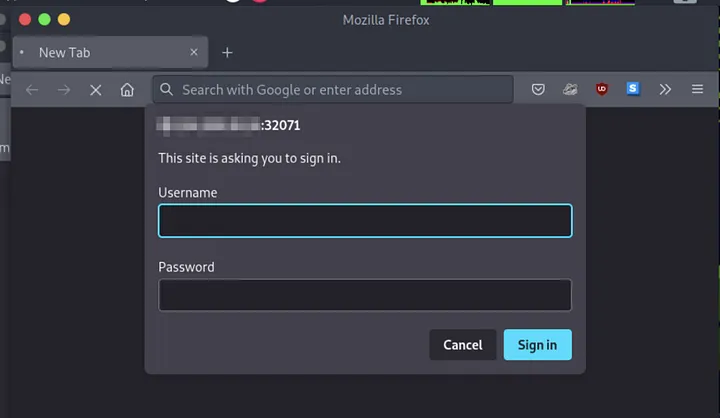 Mozilla Firefox
New Tab
Search with Google or enter address
:32071
This site is asking you to sign in.
Username
Password
Cancel
Sign in